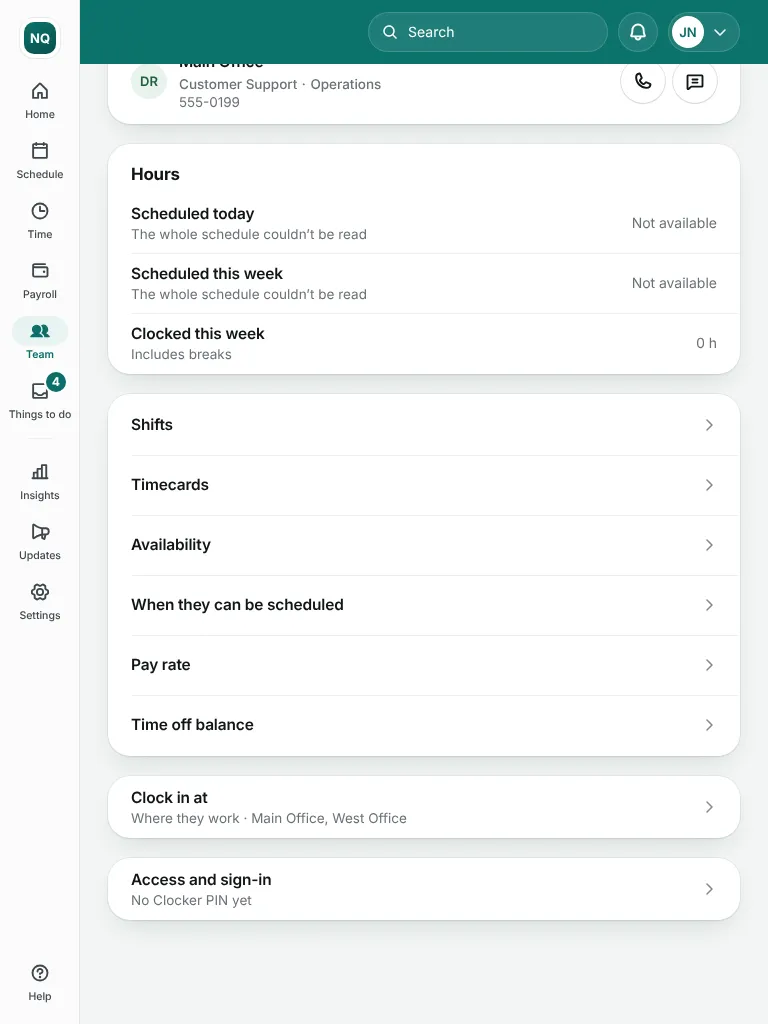 NQ
Search
JN
Home
Schedule
Time
Payroll
Team
4
Things to do
Insights
Updates
Settings
Help
Main Office
DR
Customer Support · Operations
555-0199
Hours
Scheduled today
The whole schedule couldn’t be read
Not available
Scheduled this week
The whole schedule couldn’t be read
Not available
Clocked this week
Includes breaks
0 h
Shifts
Timecards
Availability
When they can be scheduled
Pay rate
Time off balance
Clock in at
Where they work · Main Office, West Office
Access and sign-in
No Clocker PIN yet